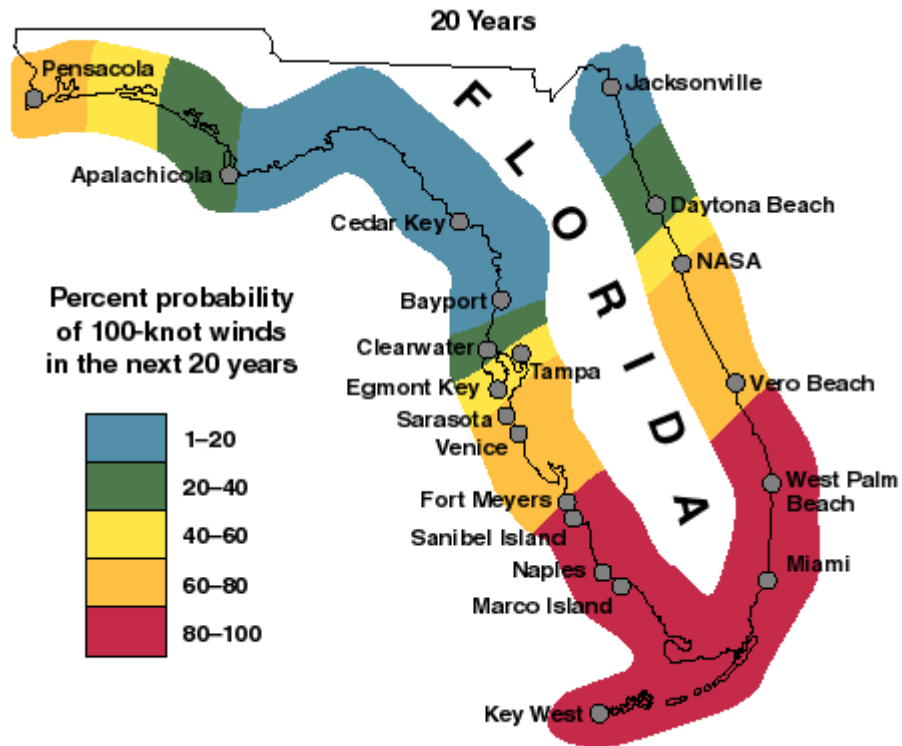 20 Years
FLORIDA
Pensacola
Jacksonville
Apalachicola
Daytona Beach
Cedar Key
NASA
Percent probability
of 100-knot winds
in the next 20 years
Bayport
Clearwater
Tampa
Egmont Key
Vero Beach
Sarasota
Venice
1–20
20–40
40–60
60–80
80–100
Fort Meyers
Sanibel Island
West Palm
Beach
Naples
Marco Island
Miami
Key West